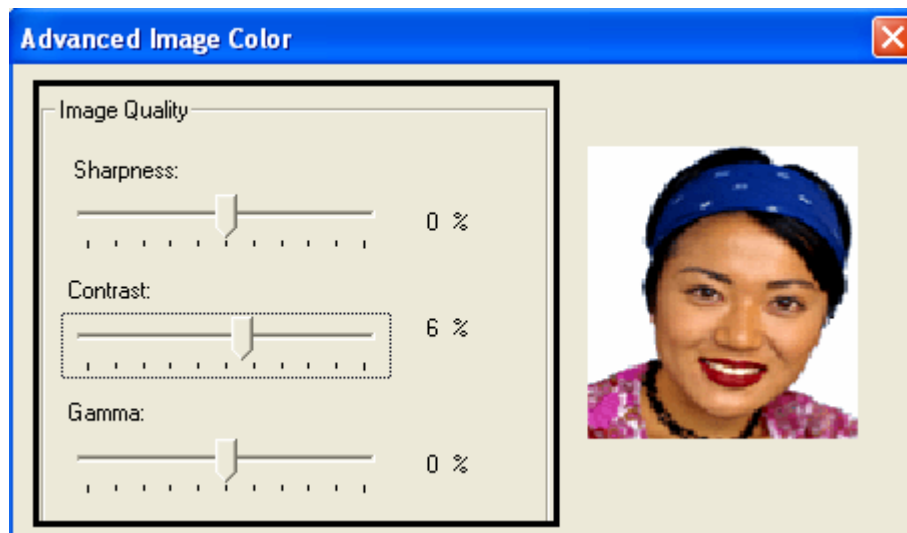 Advanced Image Color
Image Quality
Sharpness:
0 %
Contrast:
6 %
Gamma:
0 %